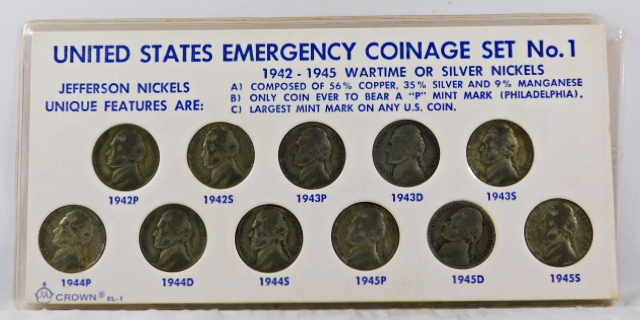 UNITED STATES EMERGENCY COINAGE SET No. 1
1942 - 1945 WARTIME OR SILVER NICKELS
JEFFERSON NICKELS
UNIQUE FEATURES ARE:
A) COMPOSED OF 56% COPPER, 35% SILVER AND 9% MANGANESE
B) ONLY COIN EVER TO BEAR A "P" MINT MARK (PHILADELPHIA).
C) LARGEST MINT MARK ON ANY U.S. COIN.
1942P 1942S 1943P 1943D 1943S
1944P 1944D 1944S 1945P 1945D 1945S
CROWN® EL-1